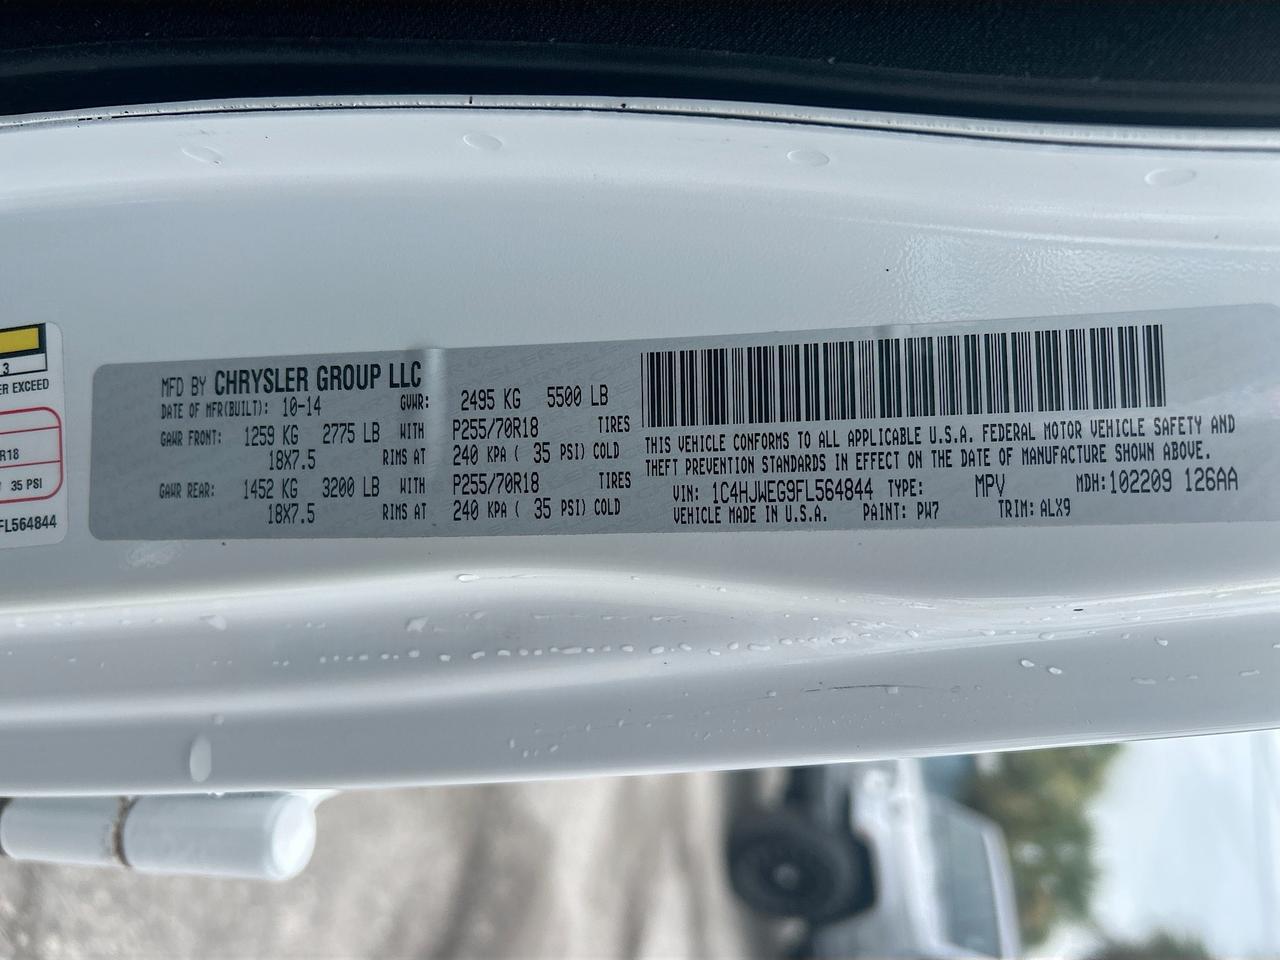 3
ER EXCEED
R18
35 PSI
FL564844
MFD BY CHRYSLER GROUP LLC
DATE OF MFR(BUILT): 10-14 GVWR: 2495 KG 5500 LB
GAWR FRONT: 1259 KG 2775 LB WITH P255/70R18 TIRES
18X7.5 RIMS AT 240 KPA ( 35 PSI) COLD
GAWR REAR: 1452 KG 3200 LB WITH P255/70R18 TIRES
18X7.5 RIMS AT 240 KPA ( 35 PSI) COLD
THIS VEHICLE CONFORMS TO ALL APPLICABLE U.S.A. FEDERAL MOTOR VEHICLE SAFETY AND
THEFT PREVENTION STANDARDS IN EFFECT ON THE DATE OF MANUFACTURE SHOWN ABOVE.
VIN: 1C4HJWEG9FL564844 TYPE: MPV MDH:102209 126AA
VEHICLE MADE IN U.S.A. PAINT: PW7 TRIM: ALX9